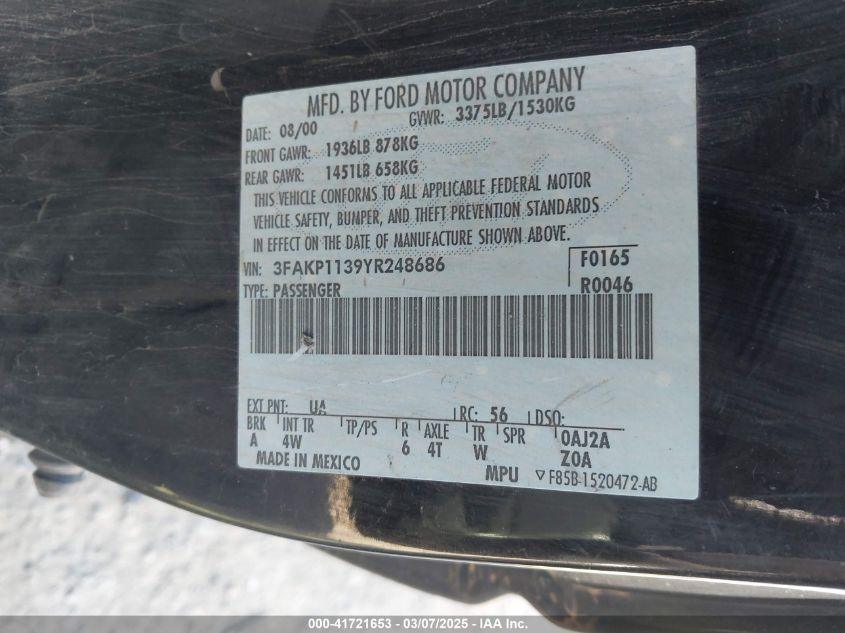 MFD. BY FORD MOTOR COMPANY
DATE: 08/00 GVWR: 3375LB/1530KG
FRONT GAWR: 1936LB 878KG
REAR GAWR: 1451LB 658KG
THIS VEHICLE CONFORMS TO ALL APPLICABLE FEDERAL MOTOR
VEHICLE SAFETY, BUMPER, AND THEFT PREVENTION STANDARDS
IN EFFECT ON THE DATE OF MANUFACTURE SHOWN ABOVE.
VIN: 3FAKP1139YR248686 F0165
TYPE: PASSENGER R0046
EXT PNT: UA RC: 56 DSO:
BRK INT TR TP/PS R AXLE TR SPR 0AJ2A
A 4W 6 4T W Z0A
MADE IN MEXICO MPU F85B-1520472-AB
000-41721653 - 03/07/2025 - IAA Inc.